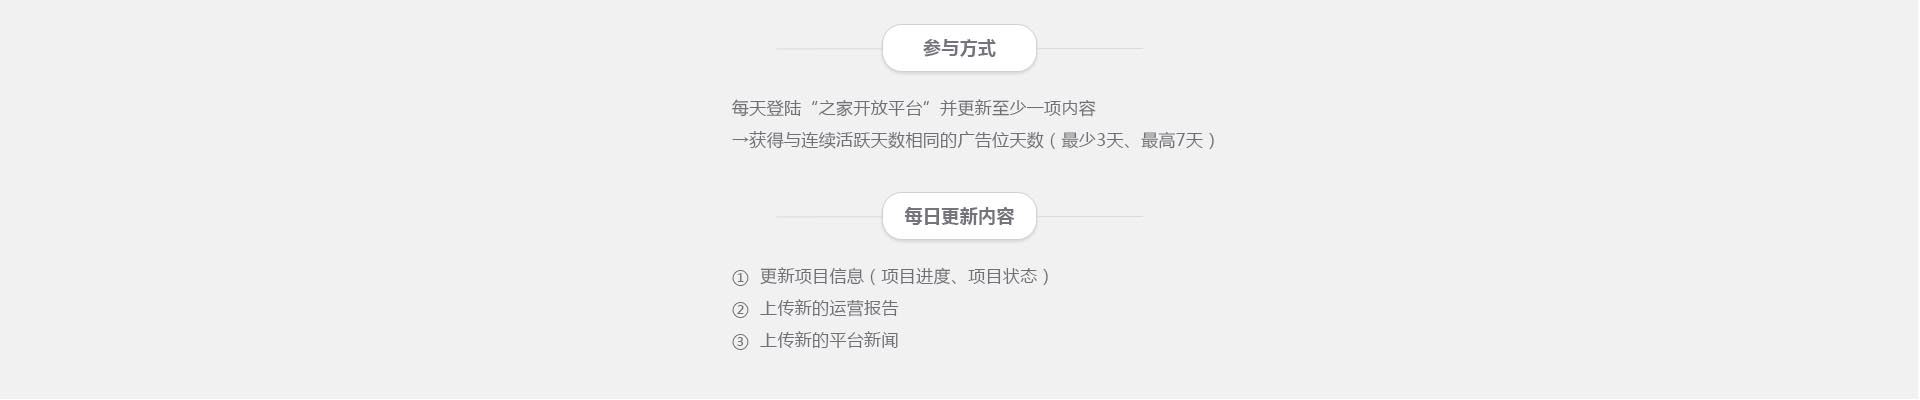 参与方式
每天登陆“之家开放平台”并更新至少一项内容
→获得与连续活跃天数相同的广告位天数（最少3天、最高7天）
每日更新内容
① 更新项目信息（项目进度、项目状态）
② 上传新的运营报告
③ 上传新的平台新闻